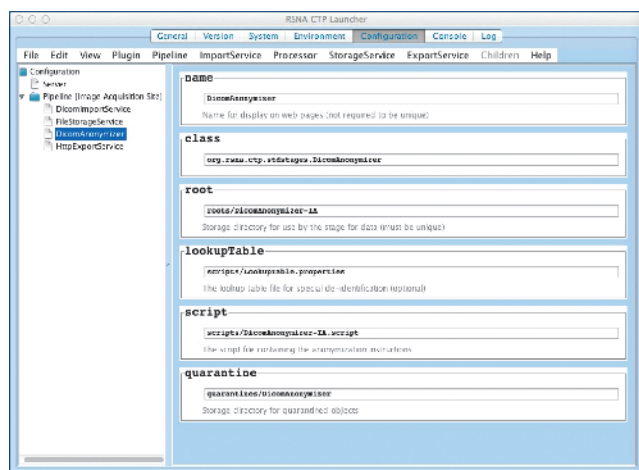 RSNA CTP Launcher
General Version System Environment Configuration Console Log
File Edit View Plugin Pipeline ImportService Processor StorageService ExportService Children Help
Configuration
Server
Pipeline [Image Acquisition Site]
DicomImportService
FileStorageService
DicomAnonymizer
HttpExportService
name
DicomAnonymizer
Name for display on web pages (not required to be unique)
class
org.rsna.ctp.stdstages.DicomAnonymizer
root
roots/DicomAnonymizer-IA
Storage directory for use by the stage for data (must be unique)
lookupTable
scripts/LookupTable.properties
The lookup table file for special de-identification (optional)
script
scripts/DicomAnonymizer-IA.script
The script file containing the anonymization instructions
quarantine
quarantines/DicomAnonymizer
Storage directory for quarantined objects